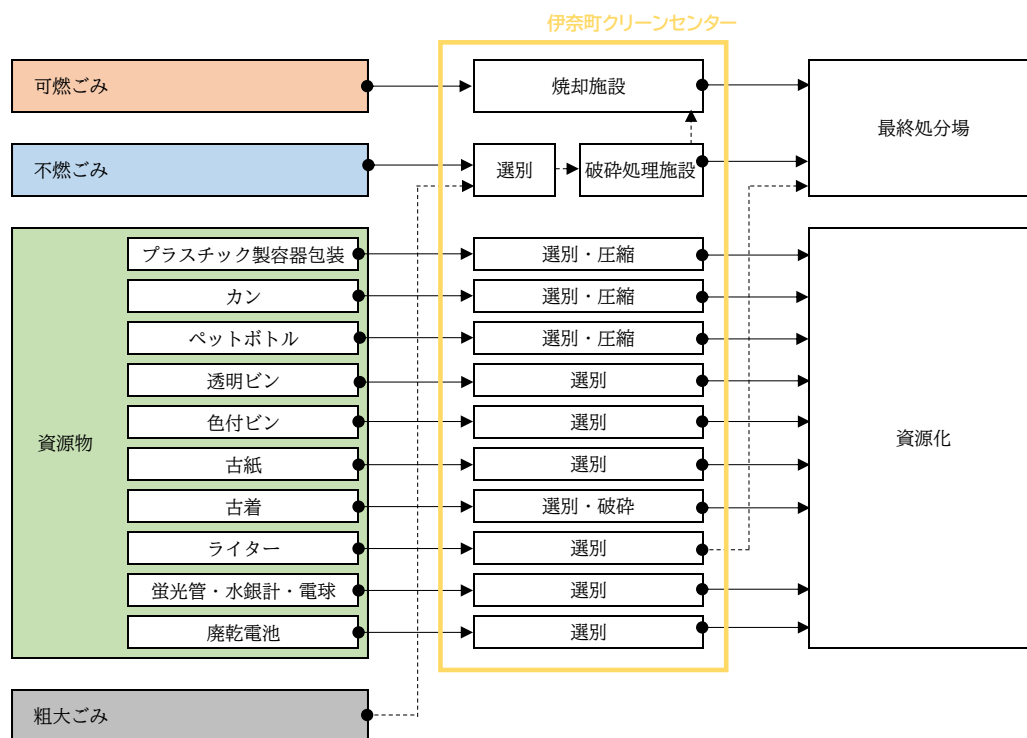 伊奈町クリーンセンター
可燃ごみ
焼却施設
最終処分場
不燃ごみ
選別
破砕処理施設
資源物
プラスチック製容器包装
選別・圧縮
カン
選別・圧縮
ペットボトル
選別・圧縮
透明ビン
選別
色付ビン
選別
資源化
古紙
選別
古着
選別・破砕
ライター
選別
蛍光管・水銀計・電球
選別
廃乾電池
選別
粗大ごみ